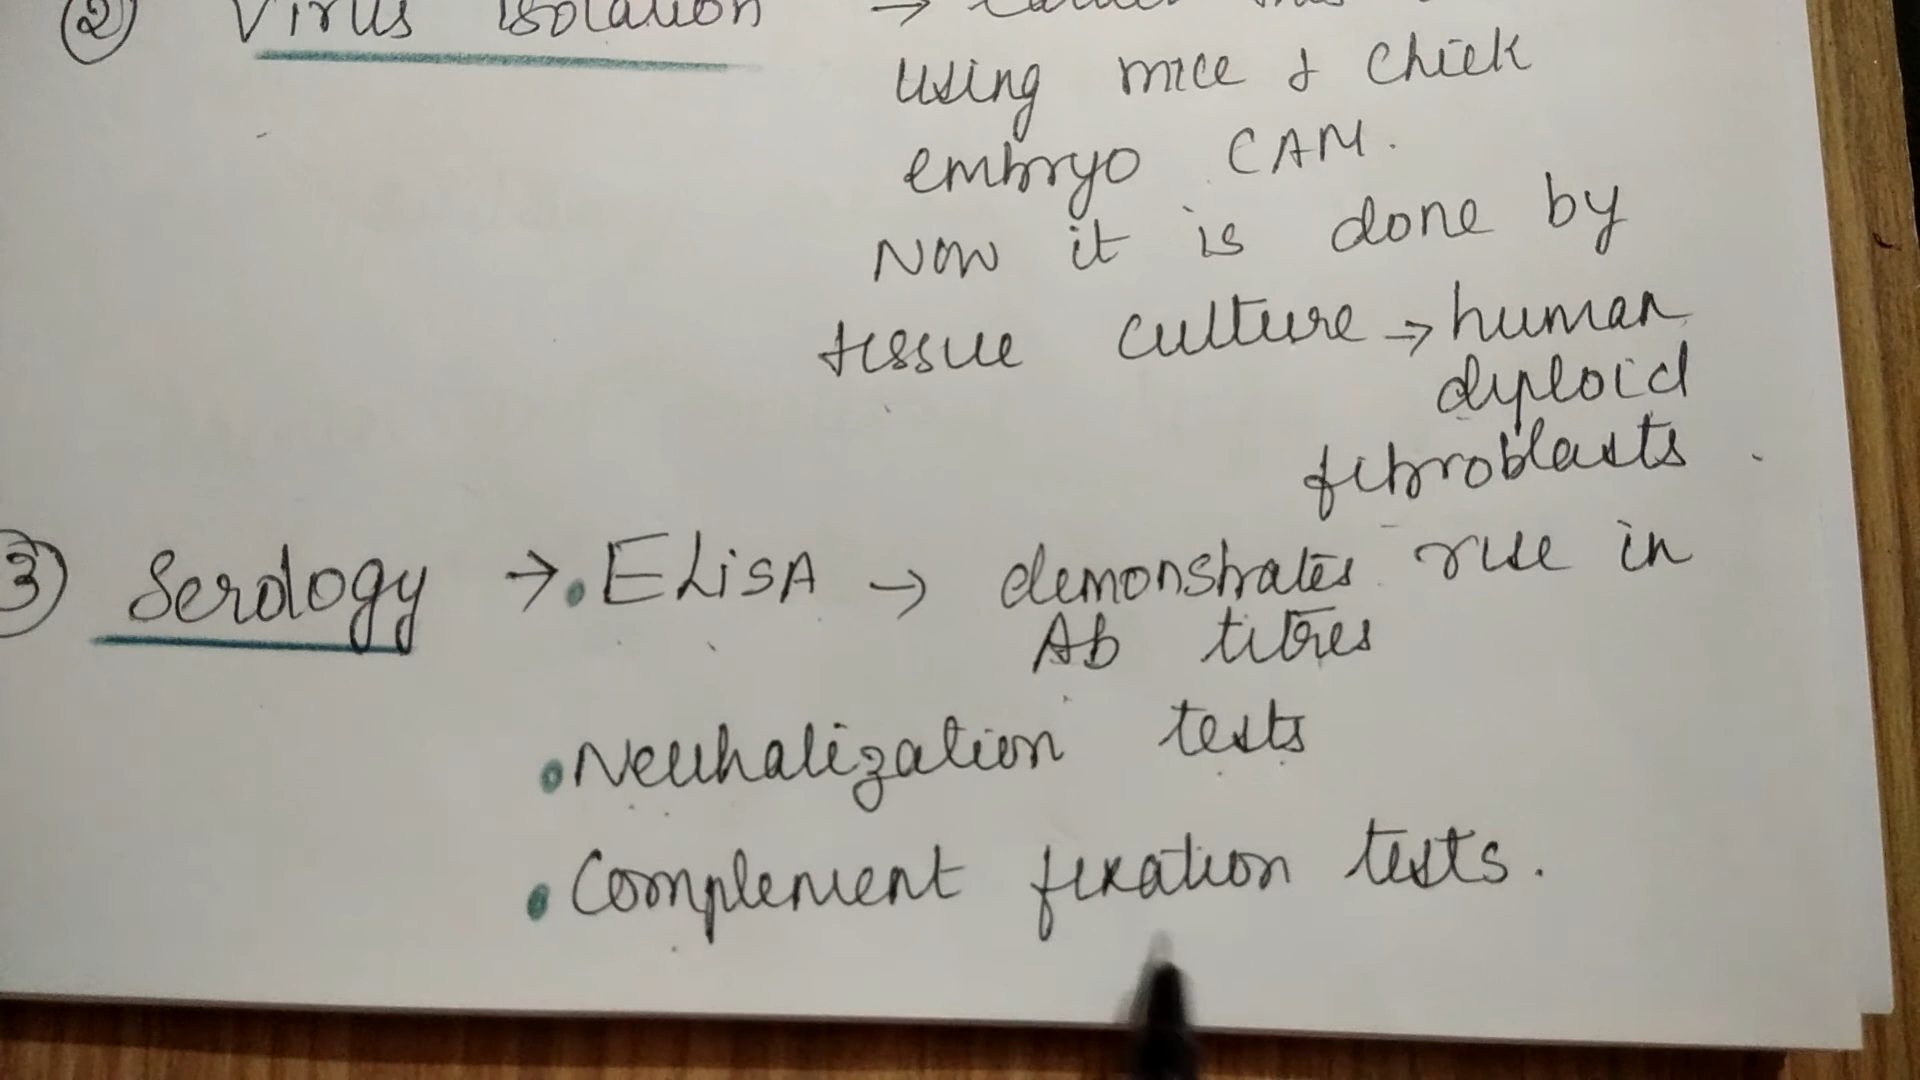 ② Virus isolation →
using mice & chick
embryo CAM.
Now it is done by
tissue culture → human
diploid
fibroblasts.
③ Serology → • ELiSA → demonstrates rise in
Ab titres
• Neutralization tests
• Complement fixation tests.